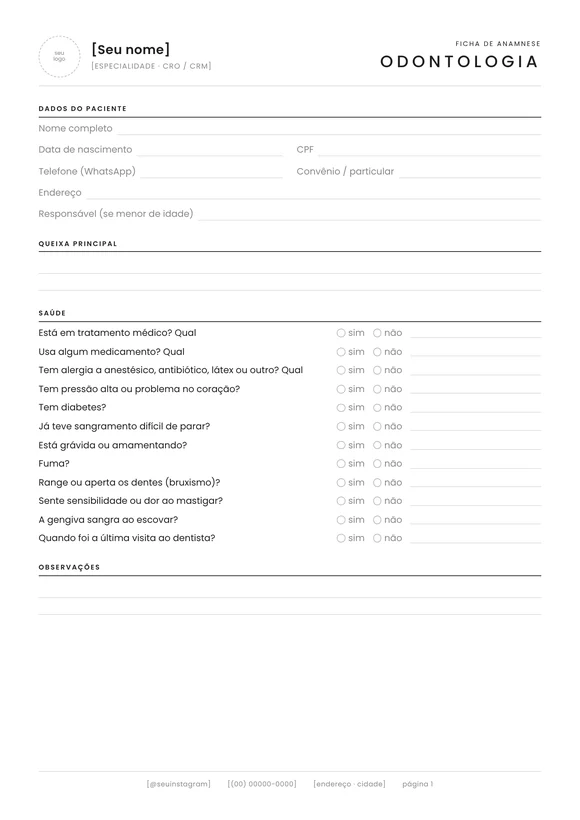 seu
logo
[Seu nome]
[ESPECIALIDADE · CRO / CRM]
FICHA DE ANAMNESE
ODONTOLOGIA
DADOS DO PACIENTE
Nome completo
Data de nascimento CPF
Telefone (WhatsApp) Convênio / particular
Endereço
Responsável (se menor de idade)
QUEIXA PRINCIPAL
SAÚDE
Está em tratamento médico? Qual sim não
Usa algum medicamento? Qual sim não
Tem alergia a anestésico, antibiótico, látex ou outro? Qual sim não
Tem pressão alta ou problema no coração? sim não
Tem diabetes? sim não
Já teve sangramento difícil de parar? sim não
Está grávida ou amamentando? sim não
Fuma? sim não
Range ou aperta os dentes (bruxismo)? sim não
Sente sensibilidade ou dor ao mastigar? sim não
A gengiva sangra ao escovar? sim não
Quando foi a última visita ao dentista? sim não
OBSERVAÇÕES
[@seuinstagram] [(00) 00000-0000] [endereço · cidade] página 1